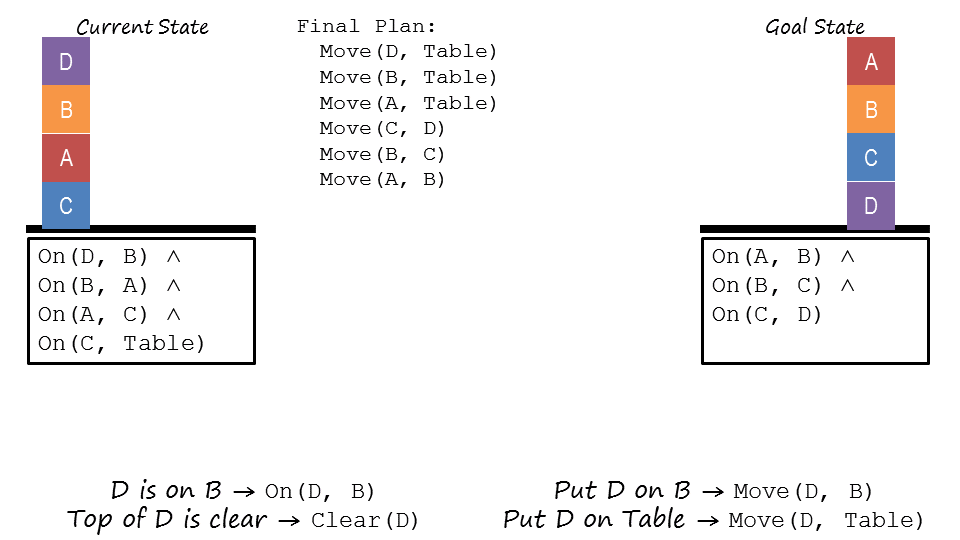 Current State
D
B
A
C
On(D, B) ∧
On(B, A) ∧
On(A, C) ∧
On(C, Table)
Final Plan:
Move(D, Table)
Move(B, Table)
Move(A, Table)
Move(C, D)
Move(B, C)
Move(A, B)
Goal State
A
B
C
D
On(A, B) ∧
On(B, C) ∧
On(C, D)
D is on B → On(D, B)
Top of D is clear → Clear(D)
Put D on B → Move(D, B)
Put D on Table → Move(D, Table)